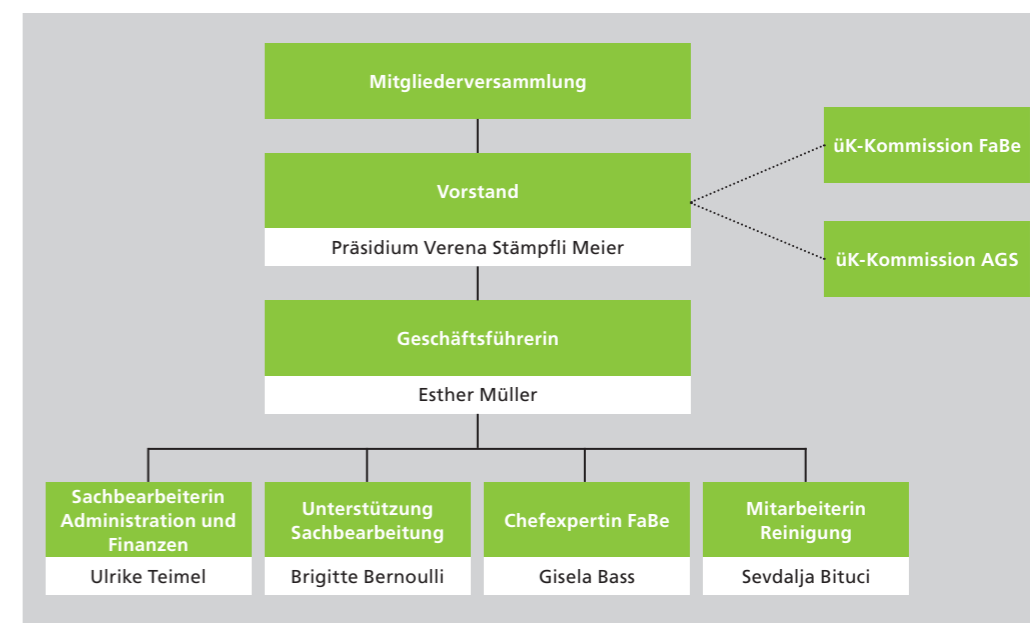 Mitgliederversammlung
üK-Kommission FaBe
Vorstand
Präsidium Verena Stämpfli Meier
üK-Kommission AGS
Geschäftsführerin
Esther Müller
Sachbearbeiterin
Administration und
Finanzen
Ulrike Teimel
Unterstützung
Sachbearbeitung
Brigitte Bernoulli
Chefexpertin FaBe
Gisela Bass
Mitarbeiterin
Reinigung
Sevdalja Bituci